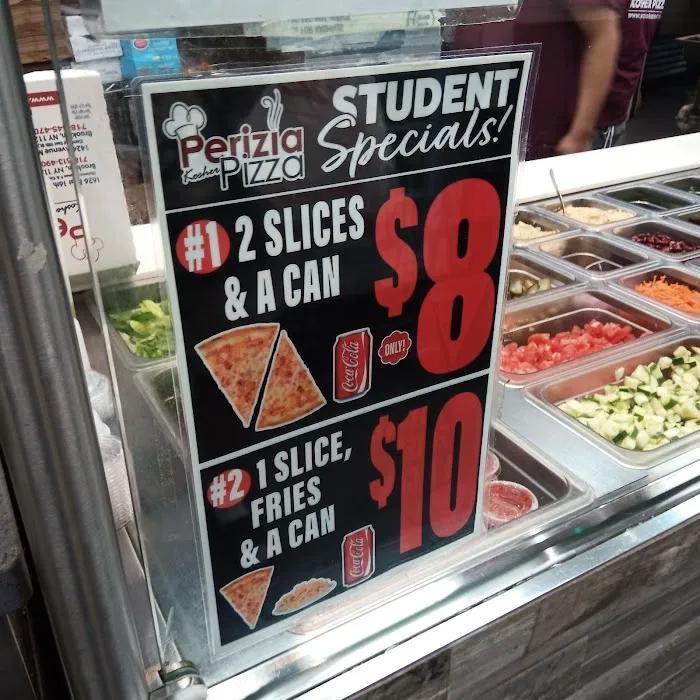 Perizia
Kosher Pizza
STUDENT
Specials!
#1 2 SLICES
& A CAN
$8
Coca-Cola
ONLY!
#2 1 SLICE,
FRIES
& A CAN
$10
Coca-Cola